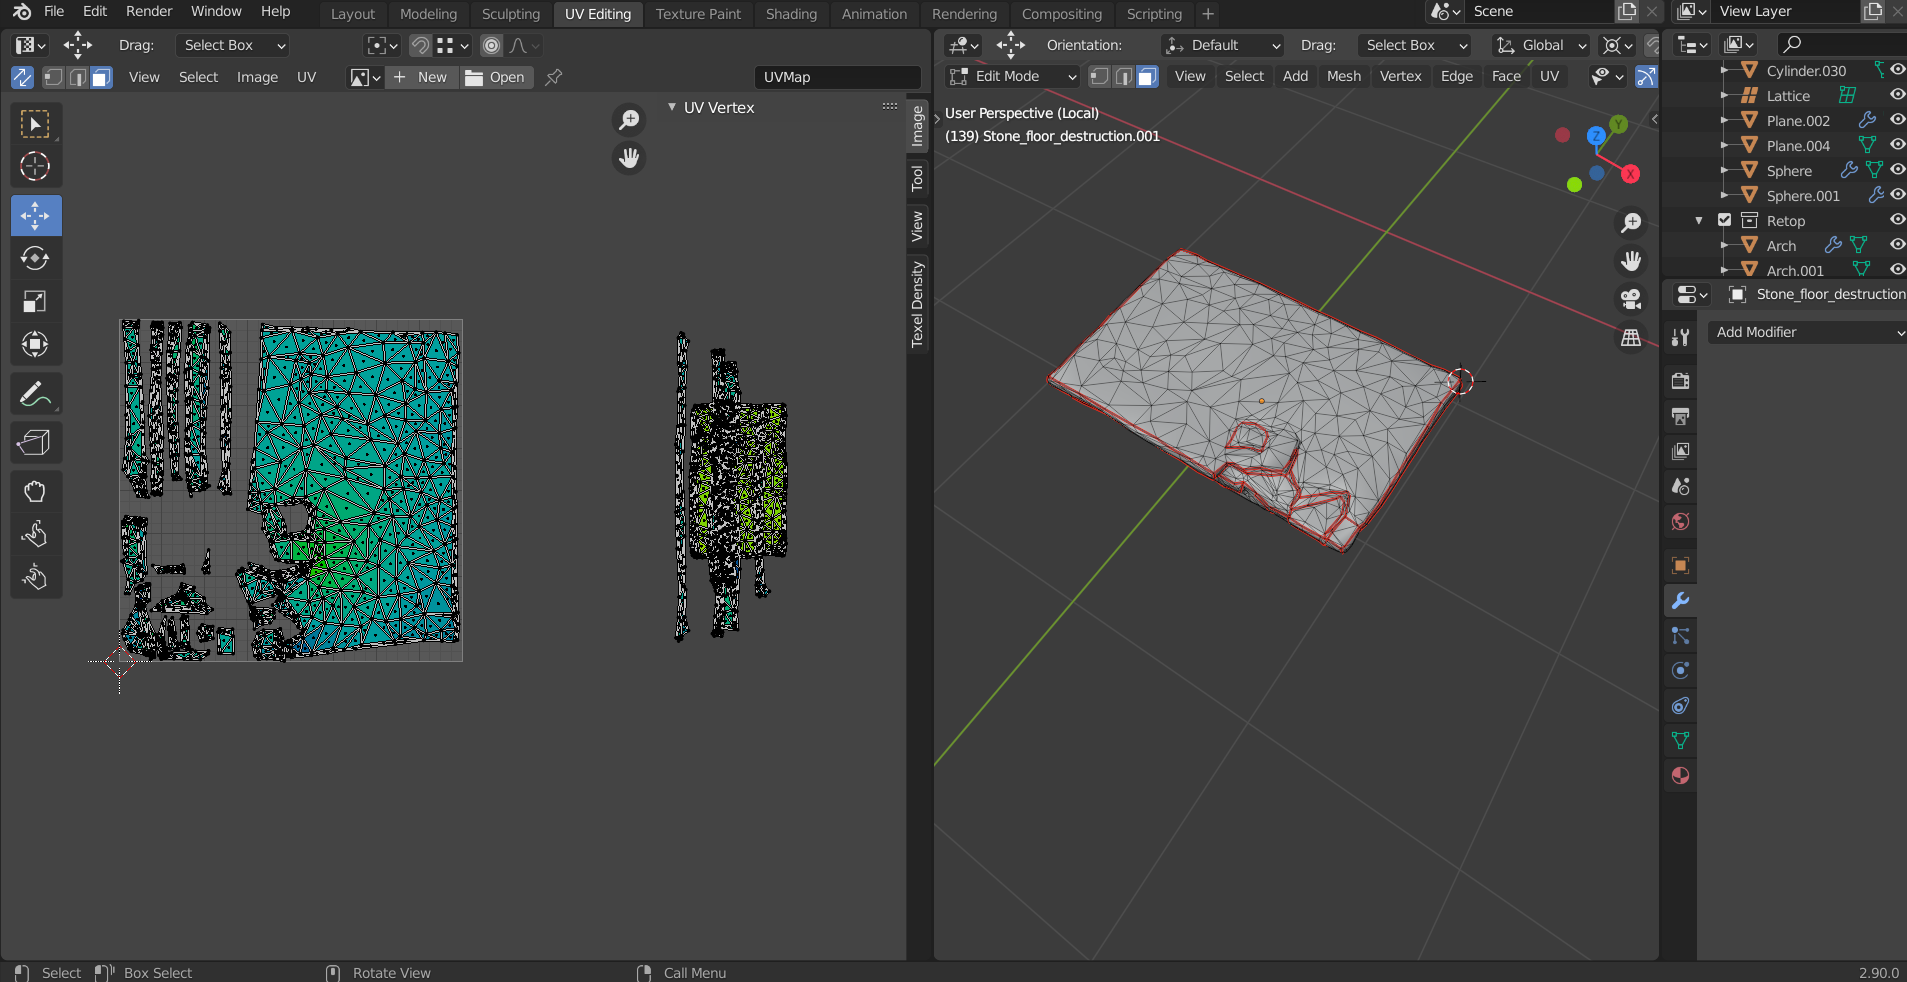 File Edit Render Window Help Layout Modeling Sculpting UV Editing Texture Paint Shading Animation Rendering Compositing Scripting + Scene View Layer
Drag: Select Box
View Select Image UV + New Open UVMap
UV Vertex
Image
Tool
View
Texel Density
Orientation: Default Drag: Select Box Global
Edit Mode View Select Add Mesh Vertex Edge Face UV
User Perspective (Local)
(139) Stone_floor_destruction.001
Z
Y
X
Cylinder.030
Lattice
Plane.002
Plane.004
Sphere
Sphere.001
Retop
Arch
Arch.001
Stone_floor_destruction
Add Modifier
Select Box Select Rotate View Call Menu 2.90.0